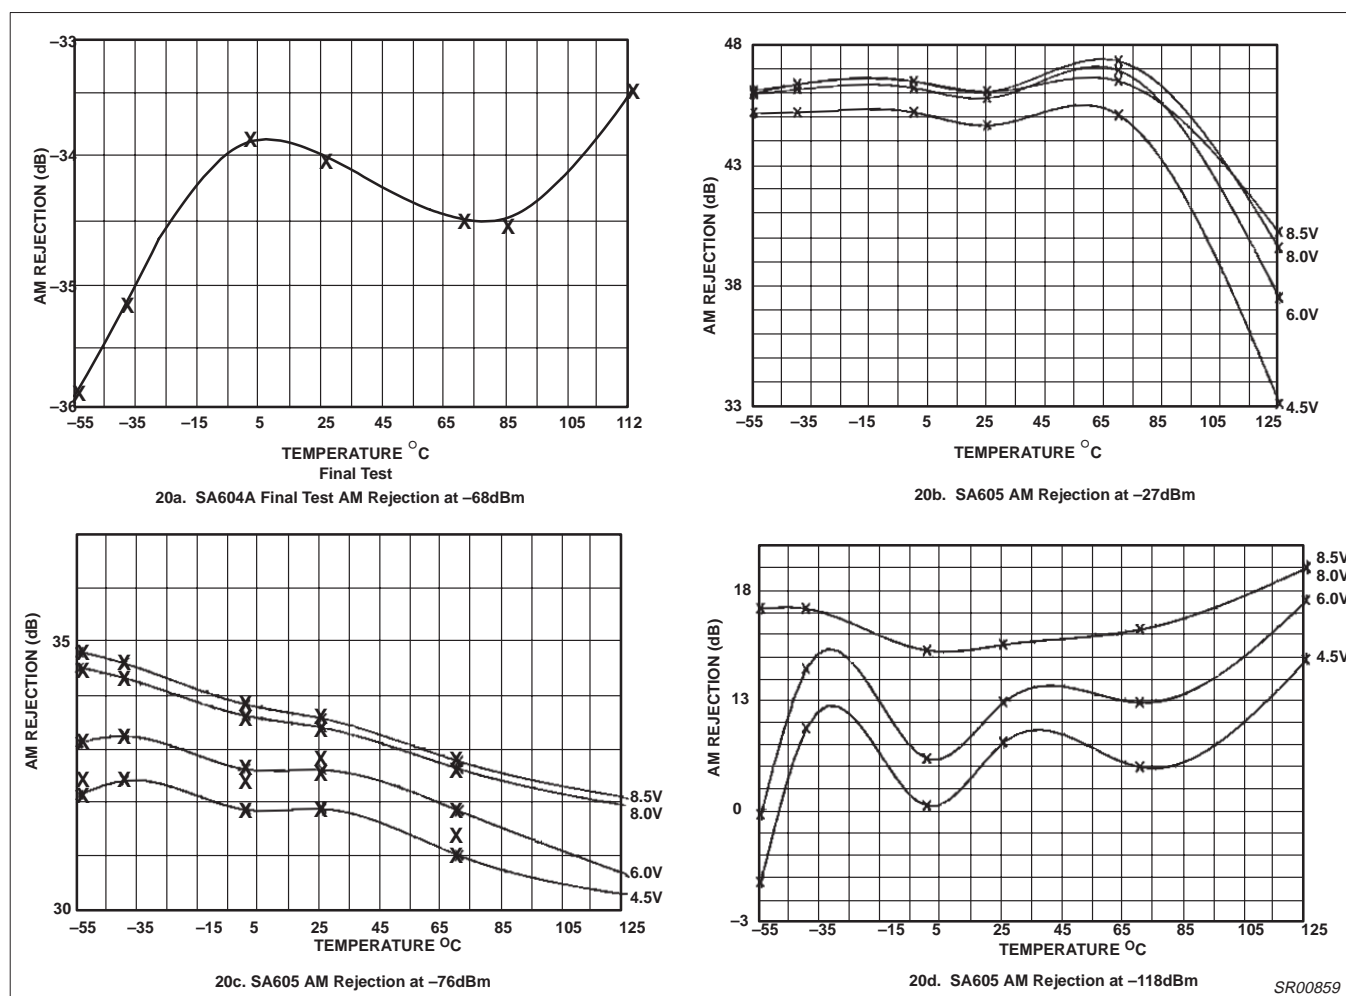 –33
–34
–35
–36
AM REJECTION (dB)
X X X X X X X
–55 –35 –15 5 25 45 65 85 105 112
TEMPERATURE °C
Final Test
20a. SA604A Final Test AM Rejection at –68dBm
48
43
38
33
AM REJECTION (dB)
8.5V
8.0V
6.0V
4.5V
–55 –35 –15 5 25 45 65 85 105 125
TEMPERATURE °C
20b. SA605 AM Rejection at –27dBm
35
30
AM REJECTION (dB)
8.5V
8.0V
6.0V
4.5V
–55 –35 –15 5 25 45 65 85 105 125
TEMPERATURE °C
20c. SA605 AM Rejection at –76dBm
18
13
0
–3
AM REJECTION (dB)
8.5V
8.0V
6.0V
4.5V
–55 –35 –15 5 25 45 65 85 105 125
TEMPERATURE °C
20d. SA605 AM Rejection at –118dBm
SR00859